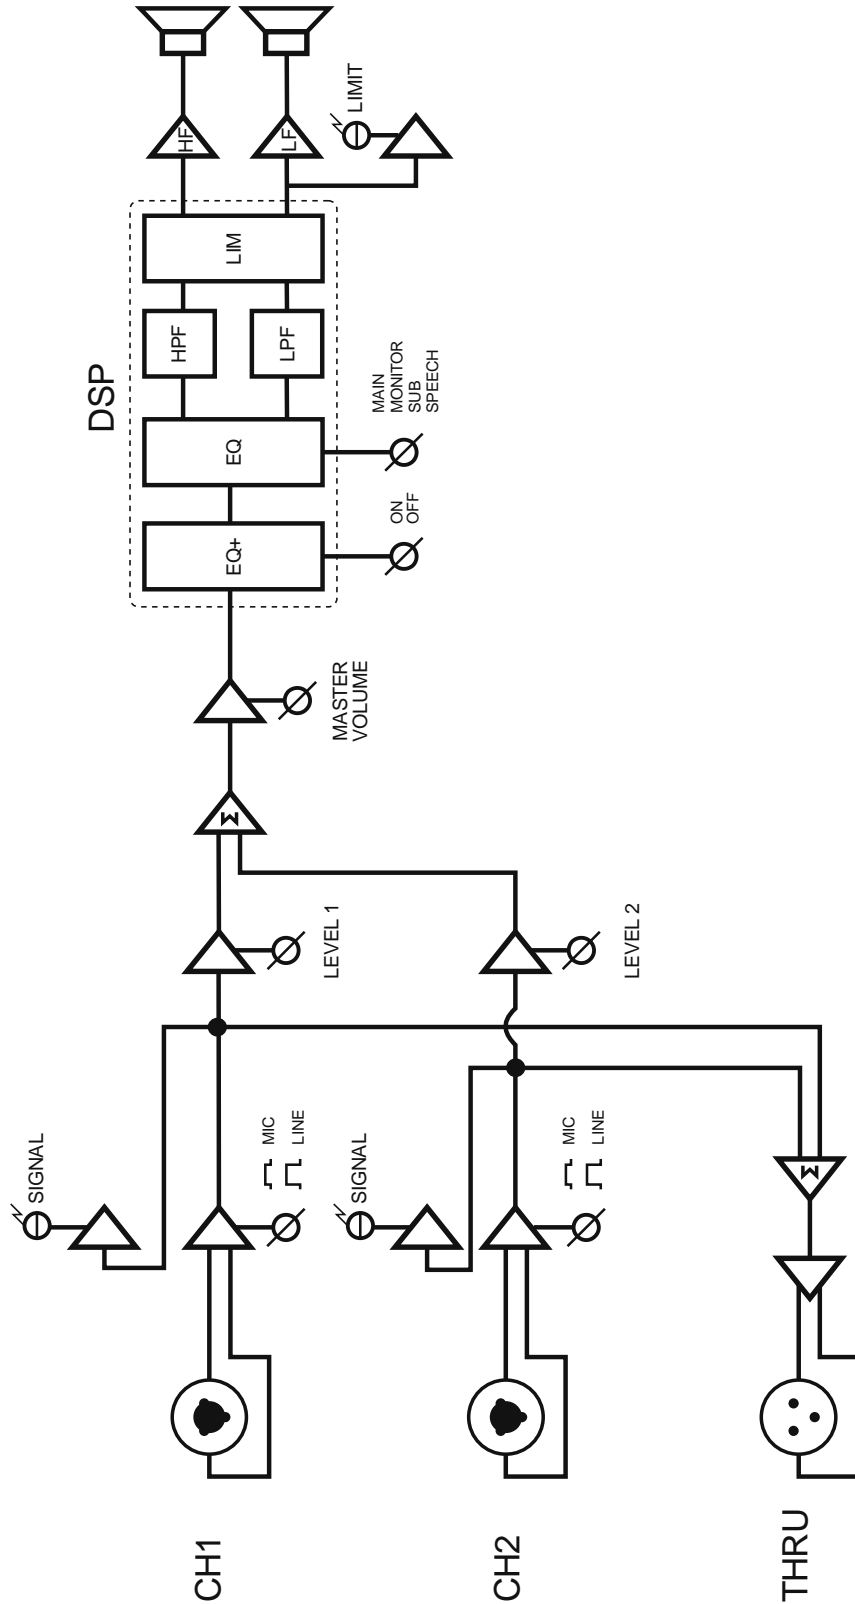 CH1
SIGNAL
MIC
LINE
LEVEL 1
CH2
SIGNAL
MIC
LINE
LEVEL 2
THRU
Σ
Σ
MASTER
VOLUME
DSP
EQ+
ON
OFF
EQ
MAIN
MONITOR
SUB
SPEECH
HPF
LPF
LIM
HF
LF
LIMIT